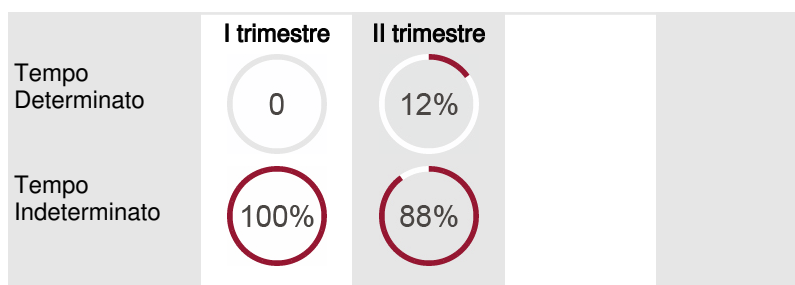 I trimestre II trimestre
Tempo
Determinato
0 12%
Tempo
Indeterminato
100% 88%